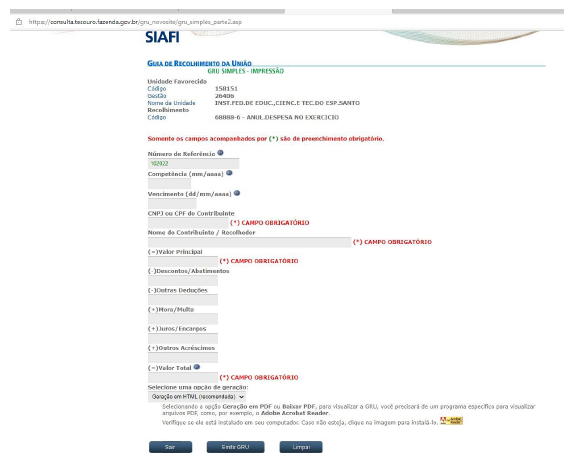 https://consulta.tesouro.fazenda.gov.br/gru_novosite/gru_simples_parte2.asp
SIAFI
GUIA DE RECOLHIMENTO DA UNIÃO
GRU SIMPLES - IMPRESSÃO
Unidade Favorecida
Código 158151
Gestão 26406
Nome da Unidade INST.FED.DE EDUC.,CIENC.E TEC.DO ESP.SANTO
Recolhimento
Código 68888-6 - ANUL.DESPESA NO EXERCICIO
Somente os campos acompanhados por (*) são de preenchimento obrigatório.
Número de Referência
102022
Competência (mm/aaaa)
Vencimento (dd/mm/aaaa)
CNPJ ou CPF do Contribuinte
(*) CAMPO OBRIGATÓRIO
Nome do Contribuinte / Recolhedor
(*) CAMPO OBRIGATÓRIO
(=)Valor Principal
(*) CAMPO OBRIGATÓRIO
(-)Descontos/Abatimentos
(-)Outras Deduções
(+)Mora/Multa
(+)Juros/Encargos
(+)Outros Acréscimos
(=)Valor Total
(*) CAMPO OBRIGATÓRIO
Selecione uma opção de geração:
Geração em HTML (recomendada)
Selecionando a opção Geração em PDF ou Baixar PDF, para visualizar a GRU, você precisará de um programa específico para visualizar
arquivos PDF, como, por exemplo, o Adobe Acrobat Reader.
Verifique se ele está instalado em seu computador. Caso não esteja, clique na imagem para instalá-lo.
Sair Emitir GRU Limpar